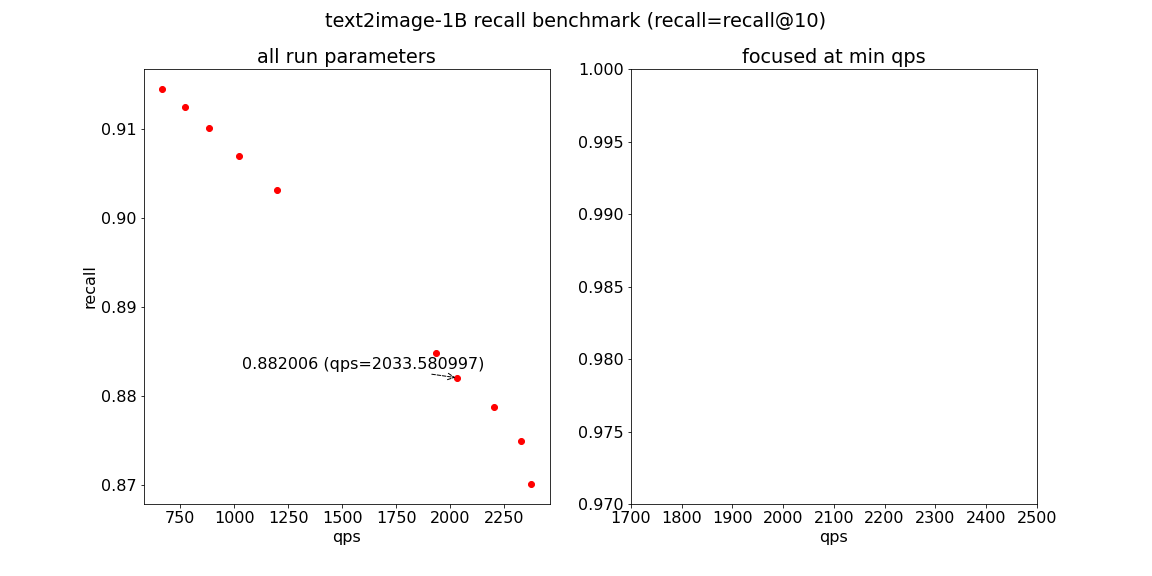 text2image-1B recall benchmark (recall=recall@10)
all run parameters
0.91
0.90
0.89
0.88
0.87
recall
0.882006 (qps=2033.580997)
750 1000 1250 1500 1750 2000 2250
qps
focused at min qps
1.000
0.995
0.990
0.985
0.980
0.975
0.970
1700 1800 1900 2000 2100 2200 2300 2400 2500
qps